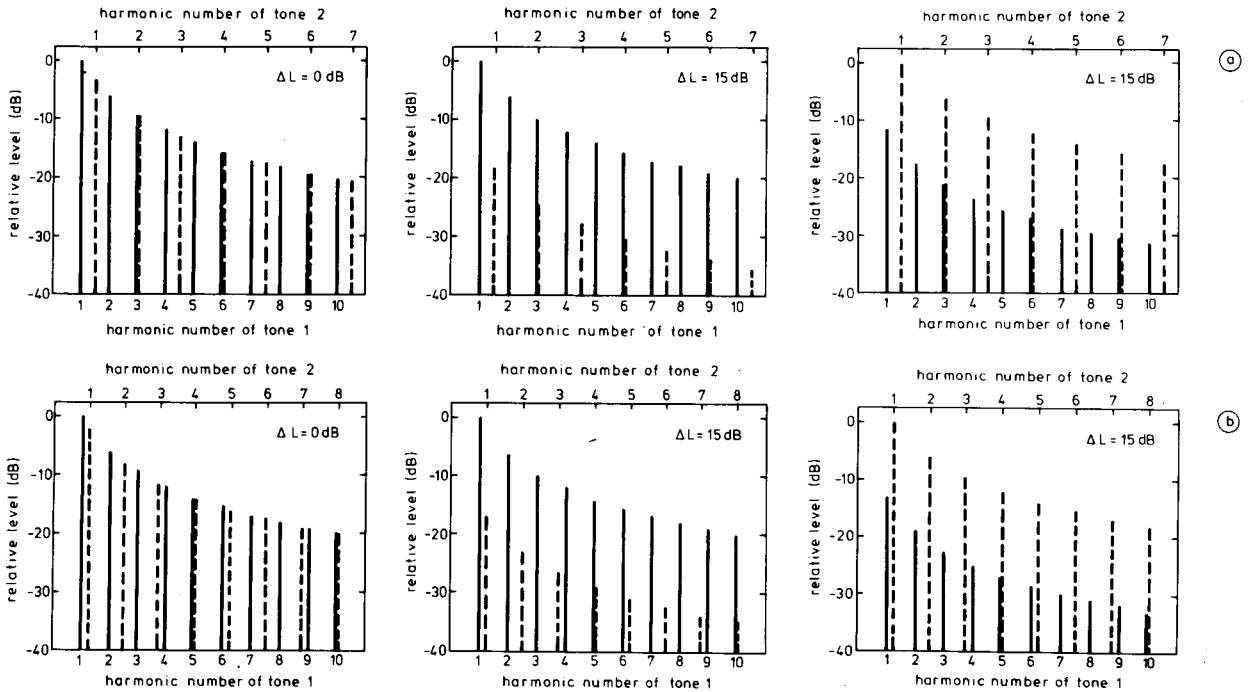 harmonic number of tone 2
1 2 3 4 5 6 7
ΔL = 0 dB
relative level (dB)
0
-10
-20
-30
-40
1 2 3 4 5 6 7 8 9 10
harmonic number of tone 1
harmonic number of tone 2
1 2 3 4 5 6 7
ΔL = 15 dB
relative level (dB)
0
-10
-20
-30
-40
1 2 3 4 5 6 7 8 9 10
harmonic number of tone 1
harmonic number of tone 2
1 2 3 4 5 6 7
ΔL = 15 dB
relative level (dB)
0
-10
-20
-30
-40
1 2 3 4 5 6 7 8 9 10
harmonic number of tone 1
a
harmonic number of tone 2
1 2 3 4 5 6 7 8
ΔL = 0 dB
relative level (dB)
0
-10
-20
-30
-40
1 2 3 4 5 6 7 8 9 10
harmonic number of tone 1
harmonic number of tone 2
1 2 3 4 5 6 7 8
ΔL = 15 dB
relative level (dB)
0
-10
-20
-30
-40
1 2 3 4 5 6 7 8 9 10
harmonic number of tone 1
harmonic number of tone 2
1 2 3 4 5 6 7 8
ΔL = 15 dB
relative level (dB)
0
-10
-20
-30
-40
1 2 3 4 5 6 7 8 9 10
harmonic number of tone 1
b